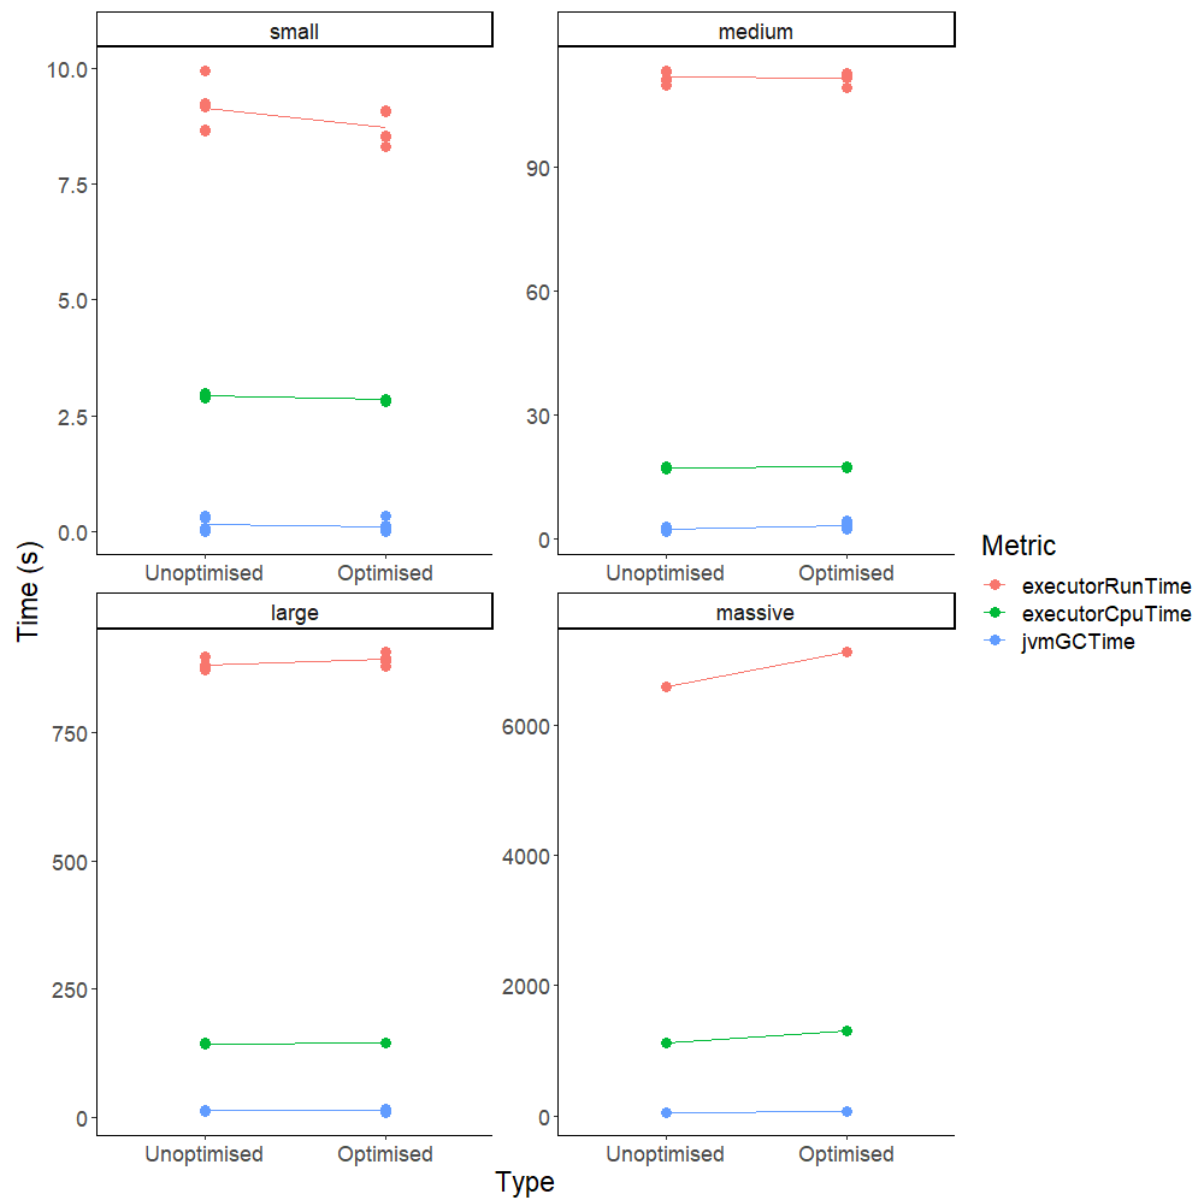 small
medium
10.0
7.5
5.0
2.5
0.0
90
60
30
0
Unoptimised
Optimised
Unoptimised
Optimised
large
massive
750
500
250
0
6000
4000
2000
0
Unoptimised
Optimised
Unoptimised
Optimised
Time (s)
Type
Metric
executorRunTime
executorCpuTime
jvmGCTime